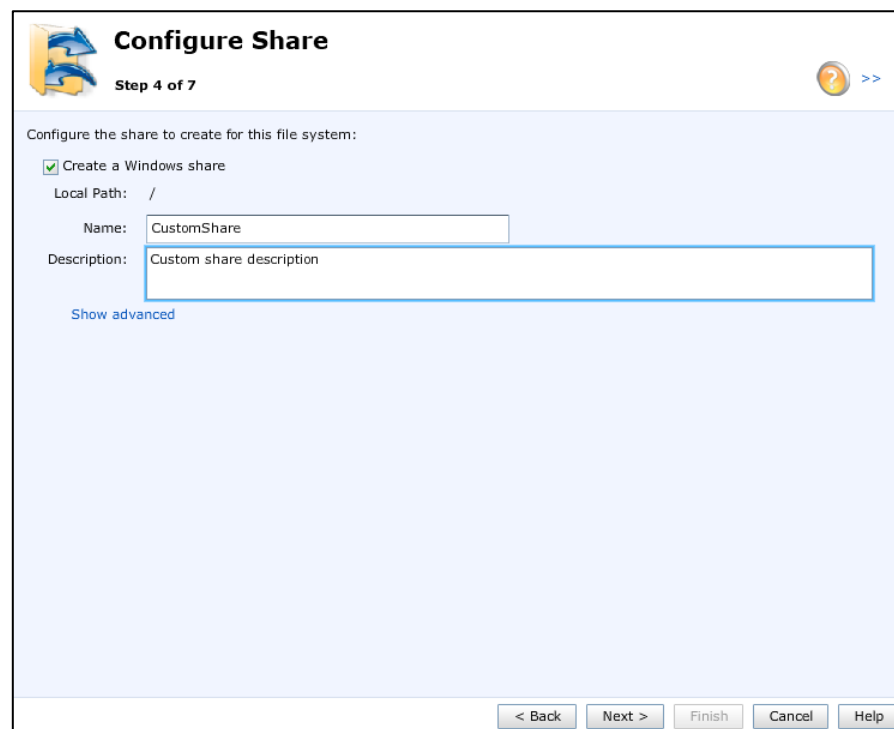 Configure Share
Step 4 of 7
? >>
Configure the share to create for this file system:
Create a Windows share
Local Path: /
Name: CustomShare
Description: Custom share description
Show advanced
< Back Next > Finish Cancel Help